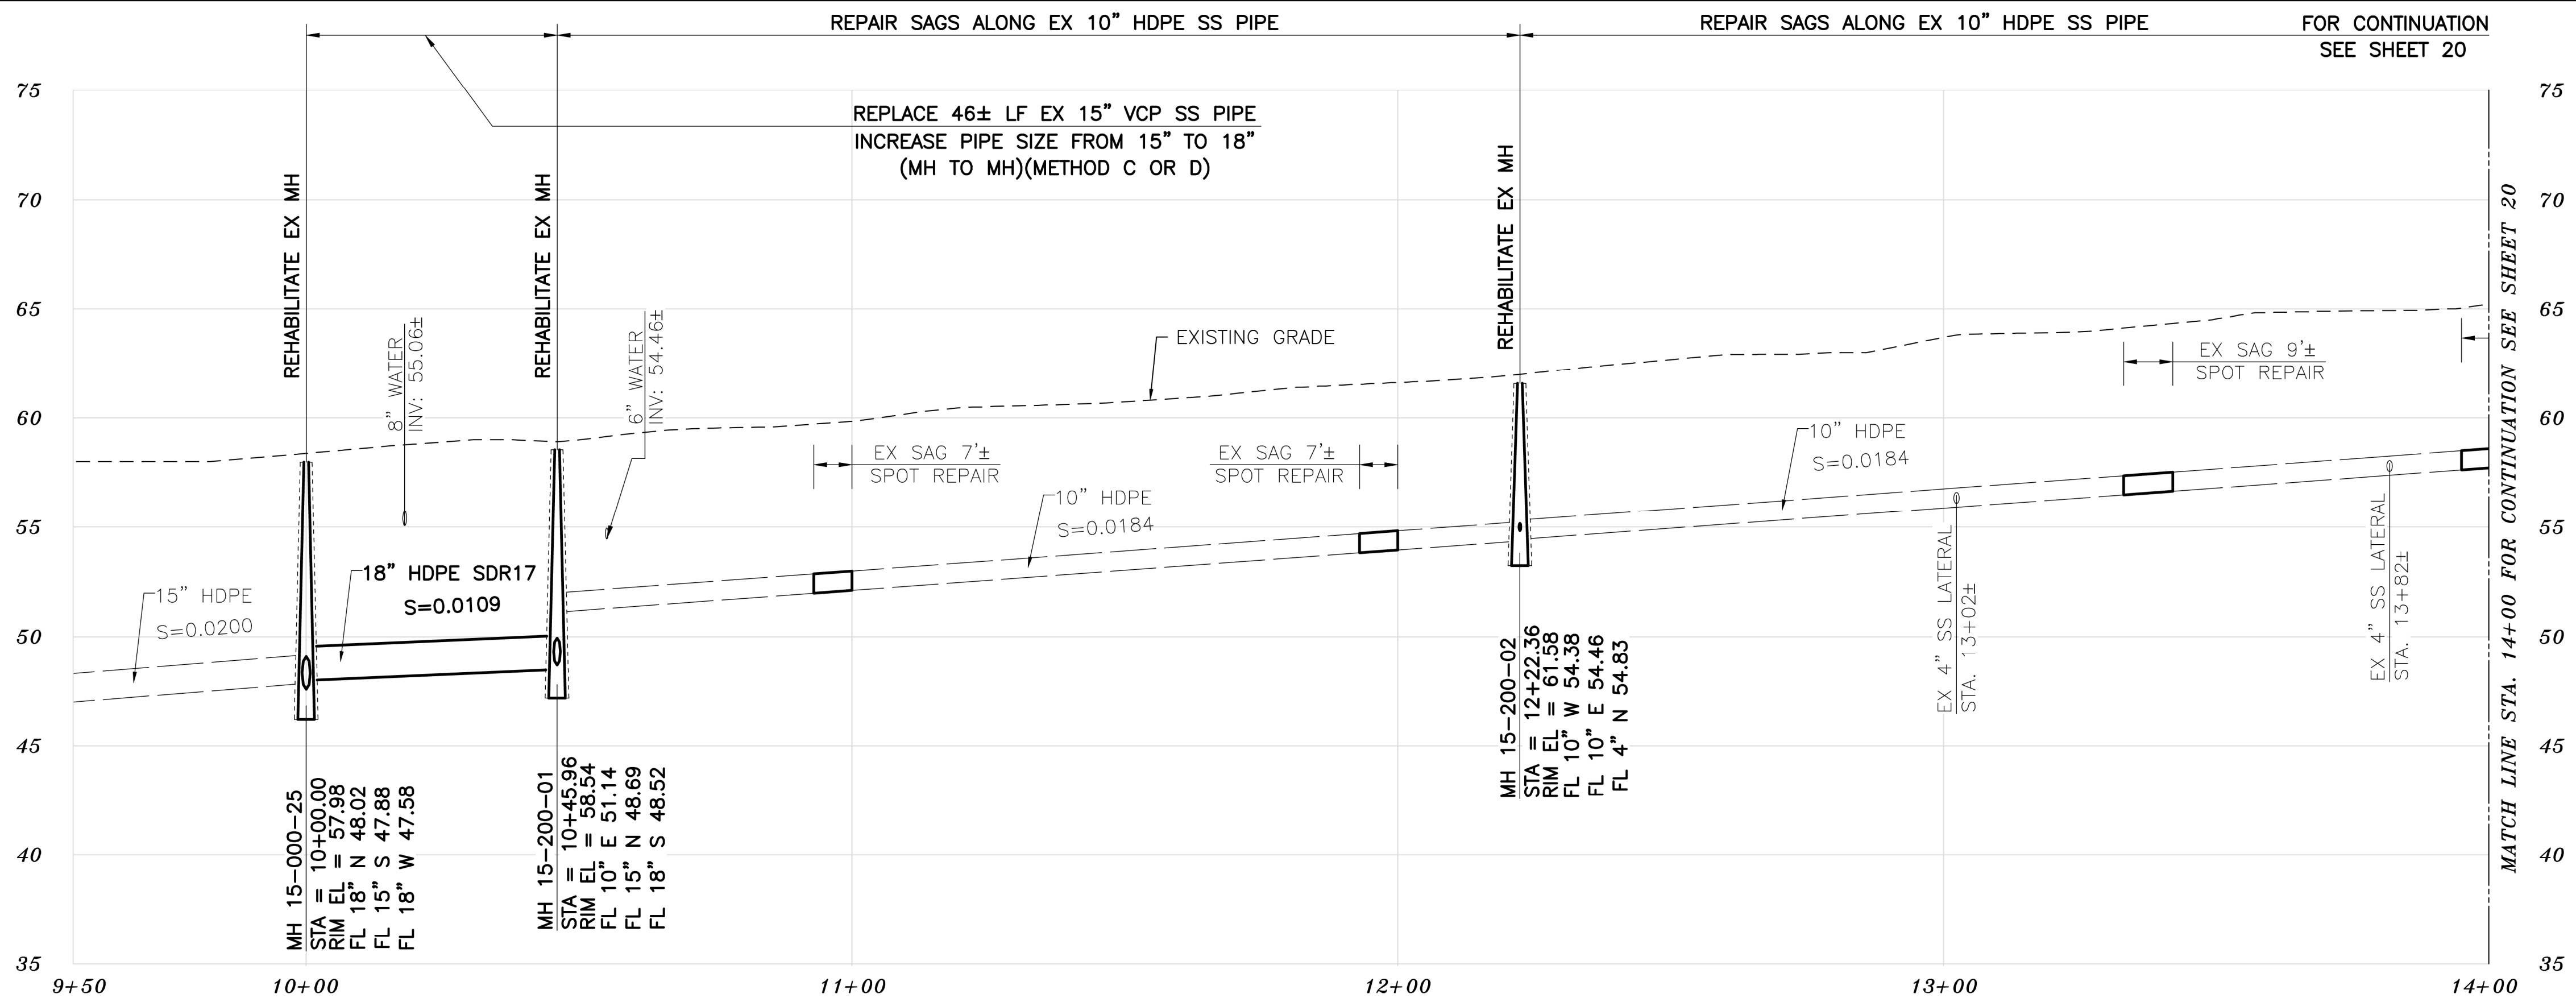 REPAIR SAGS ALONG EX 10" HDPE SS PIPE
REPAIR SAGS ALONG EX 10" HDPE SS PIPE
FOR CONTINUATION
SEE SHEET 20
REPLACE 46± LF EX 15" VCP SS PIPE
INCREASE PIPE SIZE FROM 15" TO 18"
(MH TO MH)(METHOD C OR D)
75
70
65
60
55
50
45
40
35
75
70
65
60
55
50
45
40
35
REHABILITATE EX MH
REHABILITATE EX MH
REHABILITATE EX MH
8" WATER
INV: 55.06±
6" WATER
INV: 54.46±
EXISTING GRADE
EX SAG 7'±
SPOT REPAIR
EX SAG 7'±
SPOT REPAIR
EX SAG 9'±
SPOT REPAIR
15" HDPE
S=0.0200
18" HDPE SDR17
S=0.0109
10" HDPE
S=0.0184
10" HDPE
S=0.0184
EX 4" SS LATERAL
STA. 13+02±
EX 4" SS LATERAL
STA. 13+82±
MH 15-000-25
STA = 10+00.00
RIM EL = 57.98
FL 18" N 48.02
FL 15" S 47.88
FL 18" W 47.58
MH 15-200-01
STA = 10+45.96
RIM EL = 58.54
FL 10" E 51.14
FL 15" N 48.69
FL 18" S 48.52
MH 15-200-02
STA = 12+22.36
RIM EL = 61.58
FL 10" W 54.38
FL 10" E 54.46
FL 4" N 54.83
MATCH LINE STA. 14+00 FOR CONTINUATION SEE SHEET 20
9+50
10+00
11+00
12+00
13+00
14+00